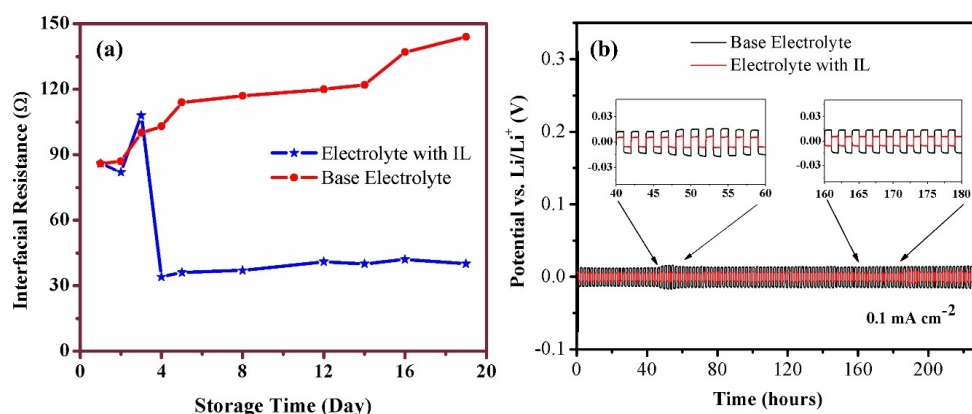 (a)
150
120
90
60
30
0
Interfacial Resistance (Ω)
Electrolyte with IL
Base Electrolyte
0 4 8 12 16 20
Storage Time (Day)
(b)
Base Electrolyte
Electrolyte with IL
0.3
0.2
0.1
0.0
-0.1
Potential vs. Li/Li⁺ (V)
0.03
0.00
-0.03
40 45 50 55 60
0.03
0.00
-0.03
160 165 170 175 180
0.1 mA cm⁻²
0 40 80 120 160 200
Time (hours)